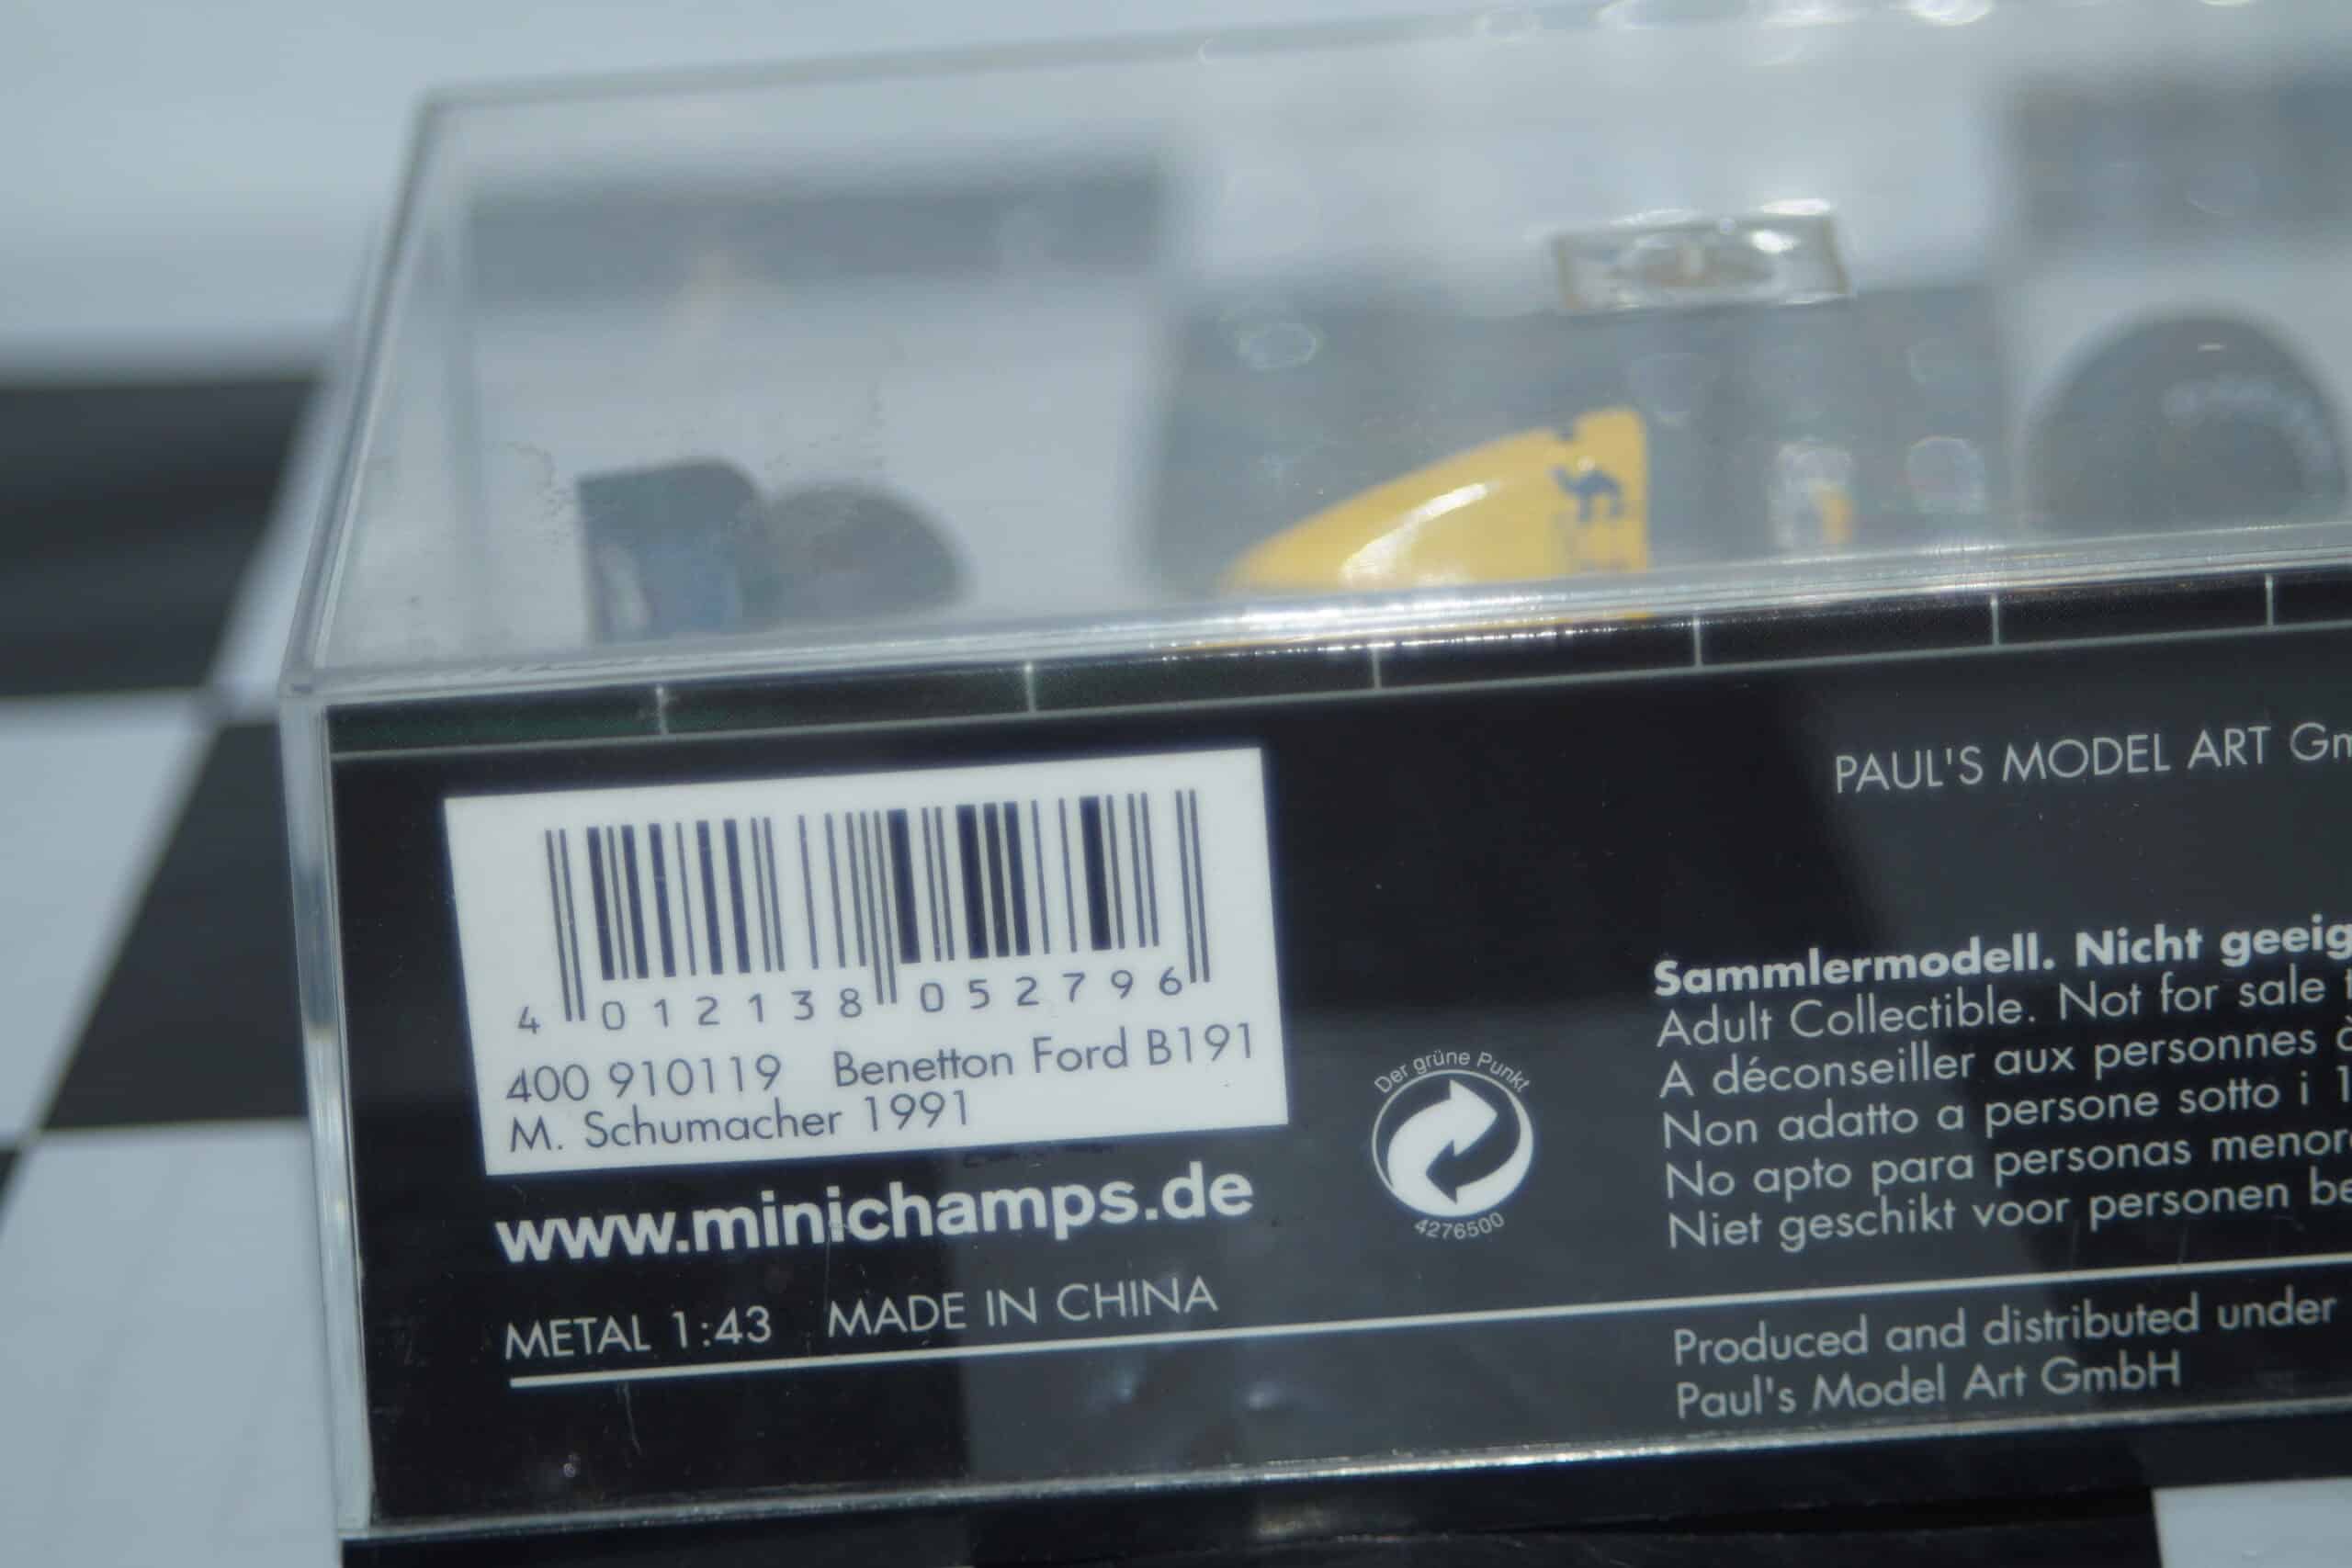 4 012138 052796
400 910119 Benetton Ford B191
M. Schumacher 1991
www.minichamps.de
METAL 1:43 MADE IN CHINA
Der grüne Punkt
4276500
PAUL'S MODEL ART
Sammlermodell. Nicht
Adult Collectible. Not for sale
A déconseiller aux personnes
Non adatto a persone sotto i
No apto para personas
Niet geschikt voor personen
Produced and distributed under
Paul's Model Art GmbH